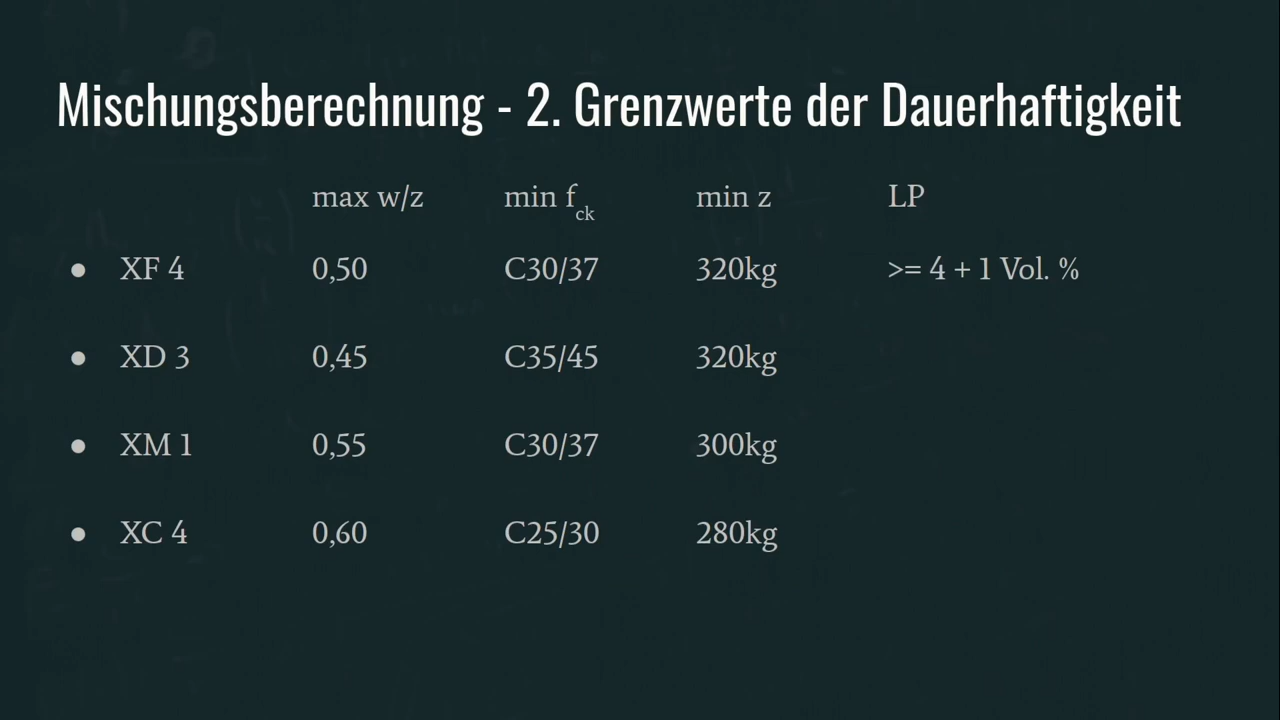 Mischungsberechnung - 2. Grenzwerte der Dauerhaftigkeit
max w/z min fck min z LP
● XF 4 0,50 C30/37 320kg >= 4 + 1 Vol. %
● XD 3 0,45 C35/45 320kg
● XM 1 0,55 C30/37 300kg
● XC 4 0,60 C25/30 280kg